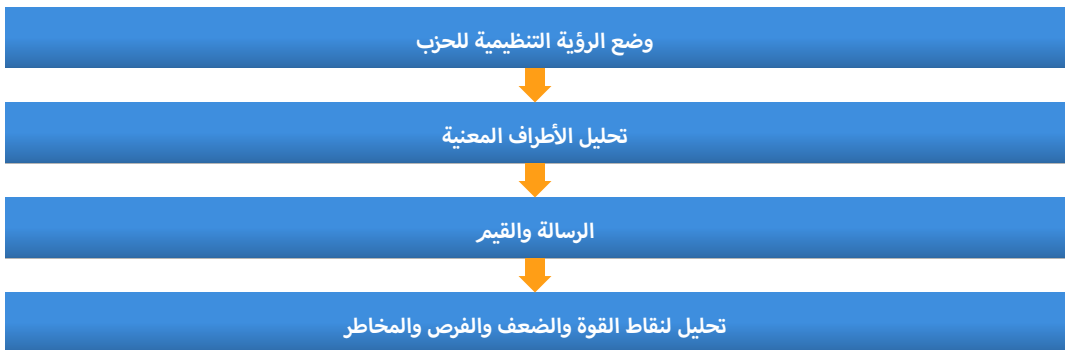 وضع الرؤية التنظيمية للحزب
تحليل الأطراف المعنية
الرسالة والقيم
تحليل لنقاط القوة والضعف والفرص والمخاطر